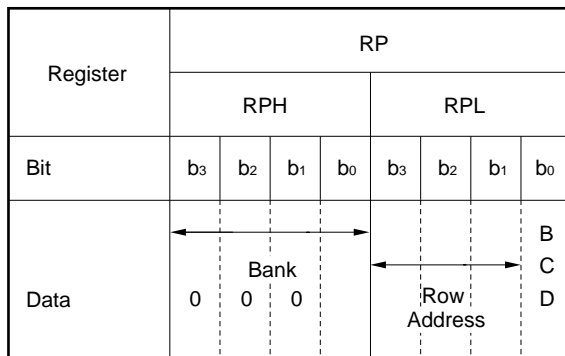 Register
RP
RPH RPL
Bit b3 b2 b1 b0 b3 b2 b1 b0
Data
Bank
0 0 0
Row
Address
B
C
D